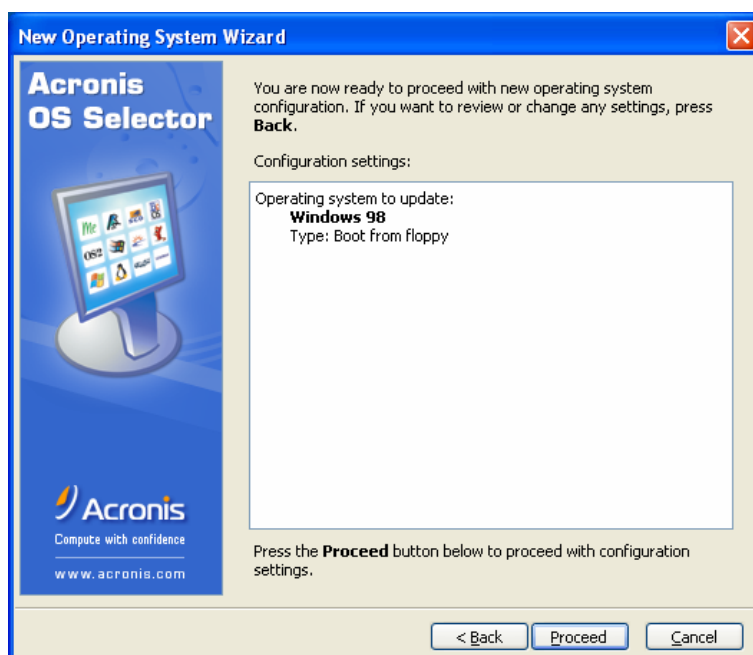 New Operating System Wizard
Acronis
OS Selector
You are now ready to proceed with new operating system
configuration. If you want to review or change any settings, press
Back.
Configuration settings:
Operating system to update:
Windows 98
Type: Boot from floppy
Me
OS2
Acronis
Compute with confidence
www.acronis.com
Press the Proceed button below to proceed with configuration
settings.
< Back
Proceed
Cancel